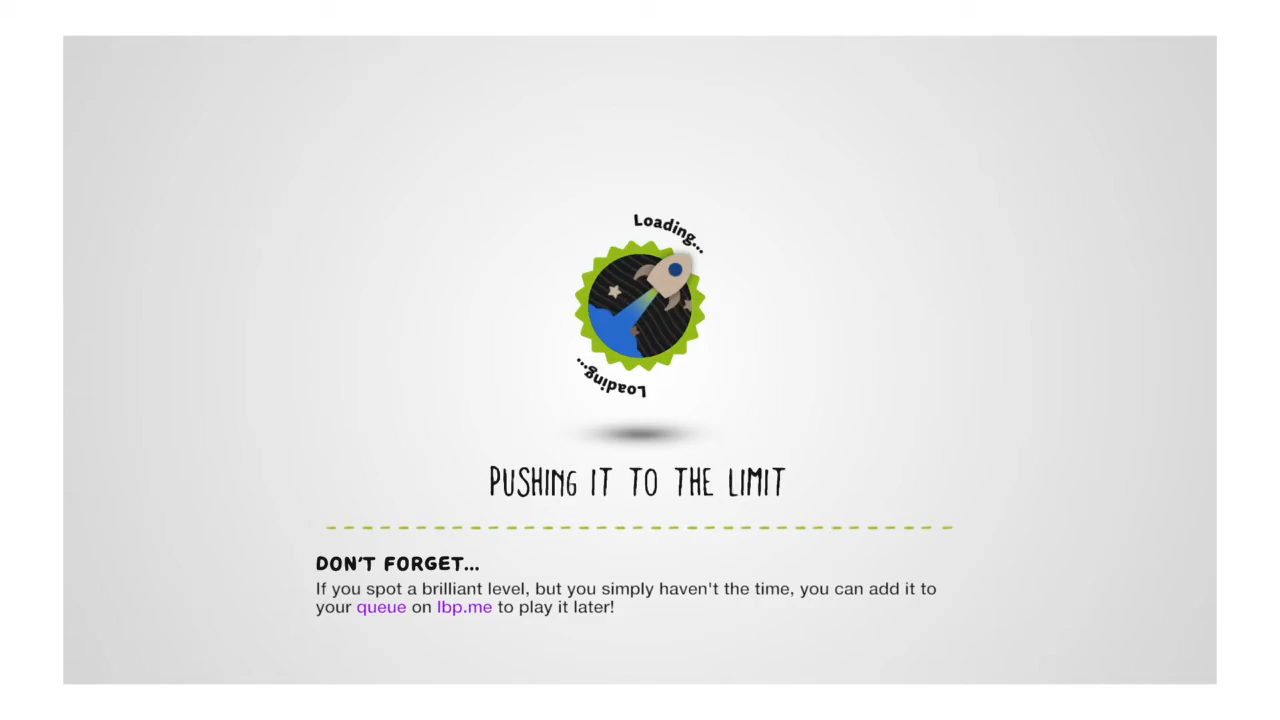 Loading...
Loading...
PUSHING IT TO THE LIMIT
DON'T FORGET...
If you spot a brilliant level, but you simply haven't the time, you can add it to
your queue on lbp.me to play it later!